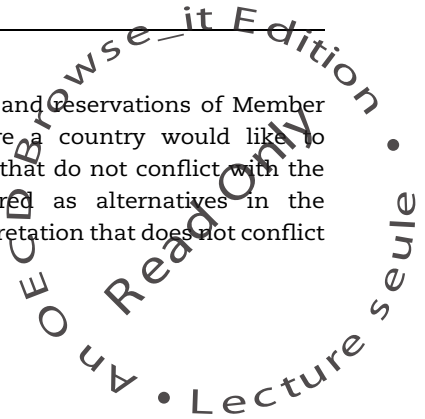 and reservations of Member
a country would like to
that do not conflict with the
as alternatives in the
that does not conflict
An OECD Browse_it Edition • Lecture seule •
Read Only